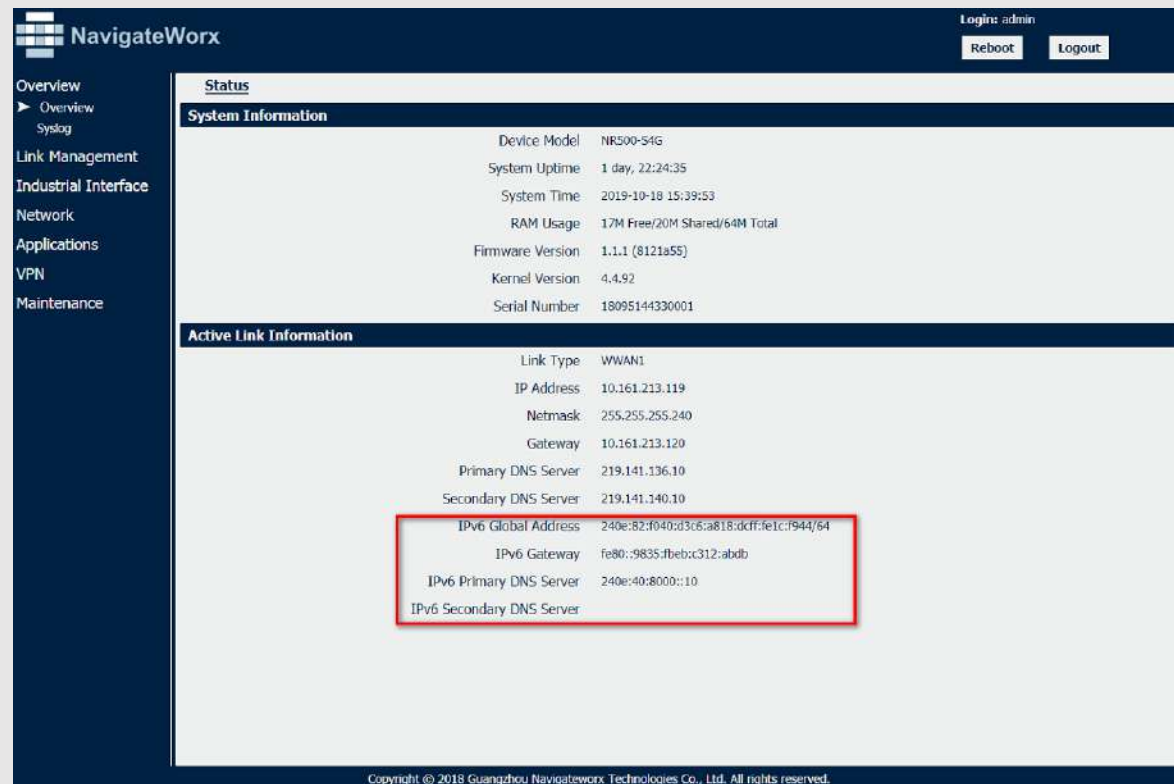 NavigateWorx
Login: admin
Reboot Logout
Overview
➤ Overview
Syslog
Link Management
Industrial Interface
Network
Applications
VPN
Maintenance
Status
System Information
Device Model NR500-S4G
System Uptime 1 day, 22:24:35
System Time 2019-10-18 15:39:53
RAM Usage 17M Free/20M Shared/64M Total
Firmware Version 1.1.1 (8121a55)
Kernel Version 4.4.92
Serial Number 18095144330001
Active Link Information
Link Type WWAN1
IP Address 10.161.213.119
Netmask 255.255.255.240
Gateway 10.161.213.120
Primary DNS Server 219.141.136.10
Secondary DNS Server 219.141.140.10
IPv6 Global Address 240e:82:f040:d3c6:a818:dcff:fe1c:f944/64
IPv6 Gateway fe80::9835:fbeb:c312:abdb
IPv6 Primary DNS Server 240e:40:8000::10
IPv6 Secondary DNS Server
Copyright © 2018 Guangzhou Navigateworx Technologies Co., Ltd. All rights reserved.